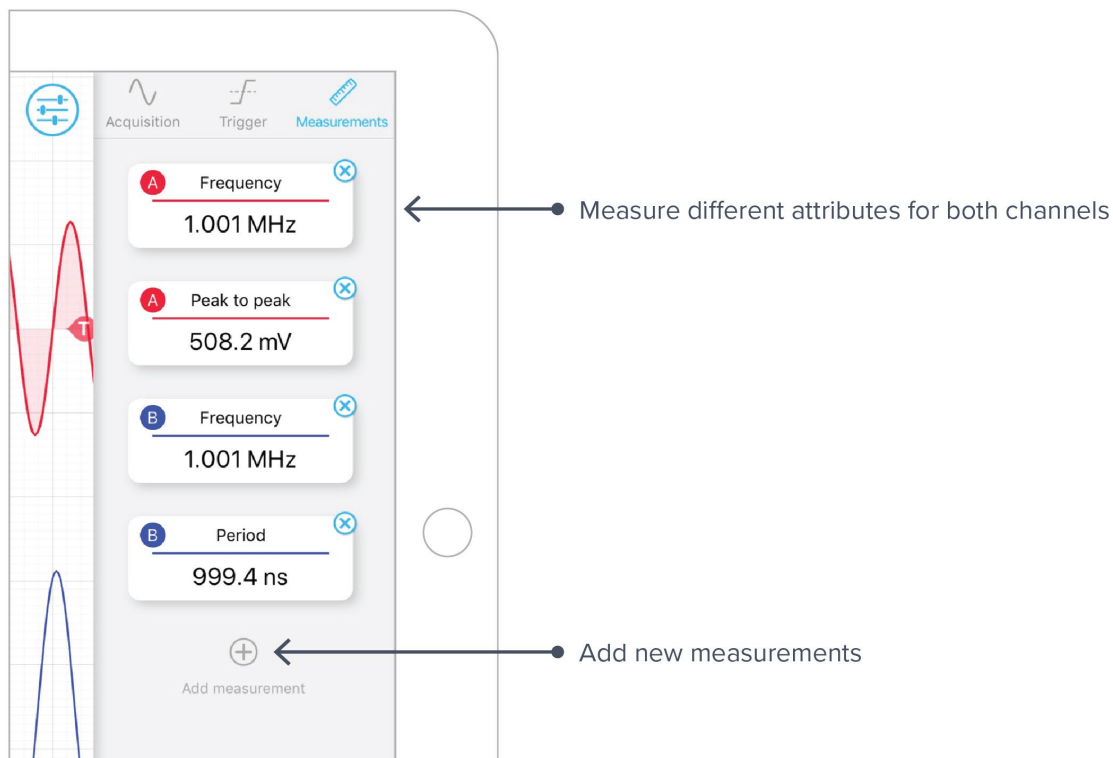 Acquisition Trigger Measurements
A Frequency
1.001 MHz
Measure different attributes for both channels
A Peak to peak
508.2 mV
T
B Frequency
1.001 MHz
B Period
999.4 ns
Add new measurements
Add measurement